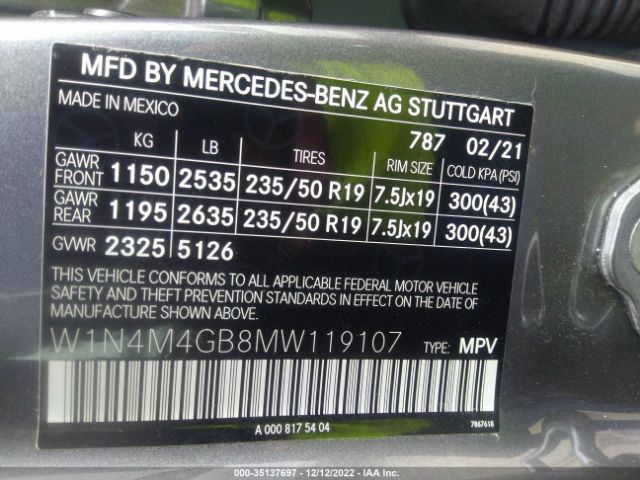 MFD BY MERCEDES-BENZ AG STUTTGART
MADE IN MEXICO 787 02/21
KG LB TIRES RIM SIZE COLD KPA (PSI)
GAWR FRONT 1150 2535 235/50 R19 7.5Jx19 300(43)
GAWR REAR 1195 2635 235/50 R19 7.5Jx19 300(43)
GVWR 2325 5126
THIS VEHICLE CONFORMS TO ALL APPLICABLE FEDERAL MOTOR VEHICLE
SAFETY AND THEFT PREVENTION STANDARDS IN EFFECT ON THE DATE
OF MANUFACTURE SHOWN ABOVE.
W1N4M4GB8MW119107 TYPE: MPV
A 000 817 54 04 7867618
000-35137697 - 12/12/2022 - IAA Inc.